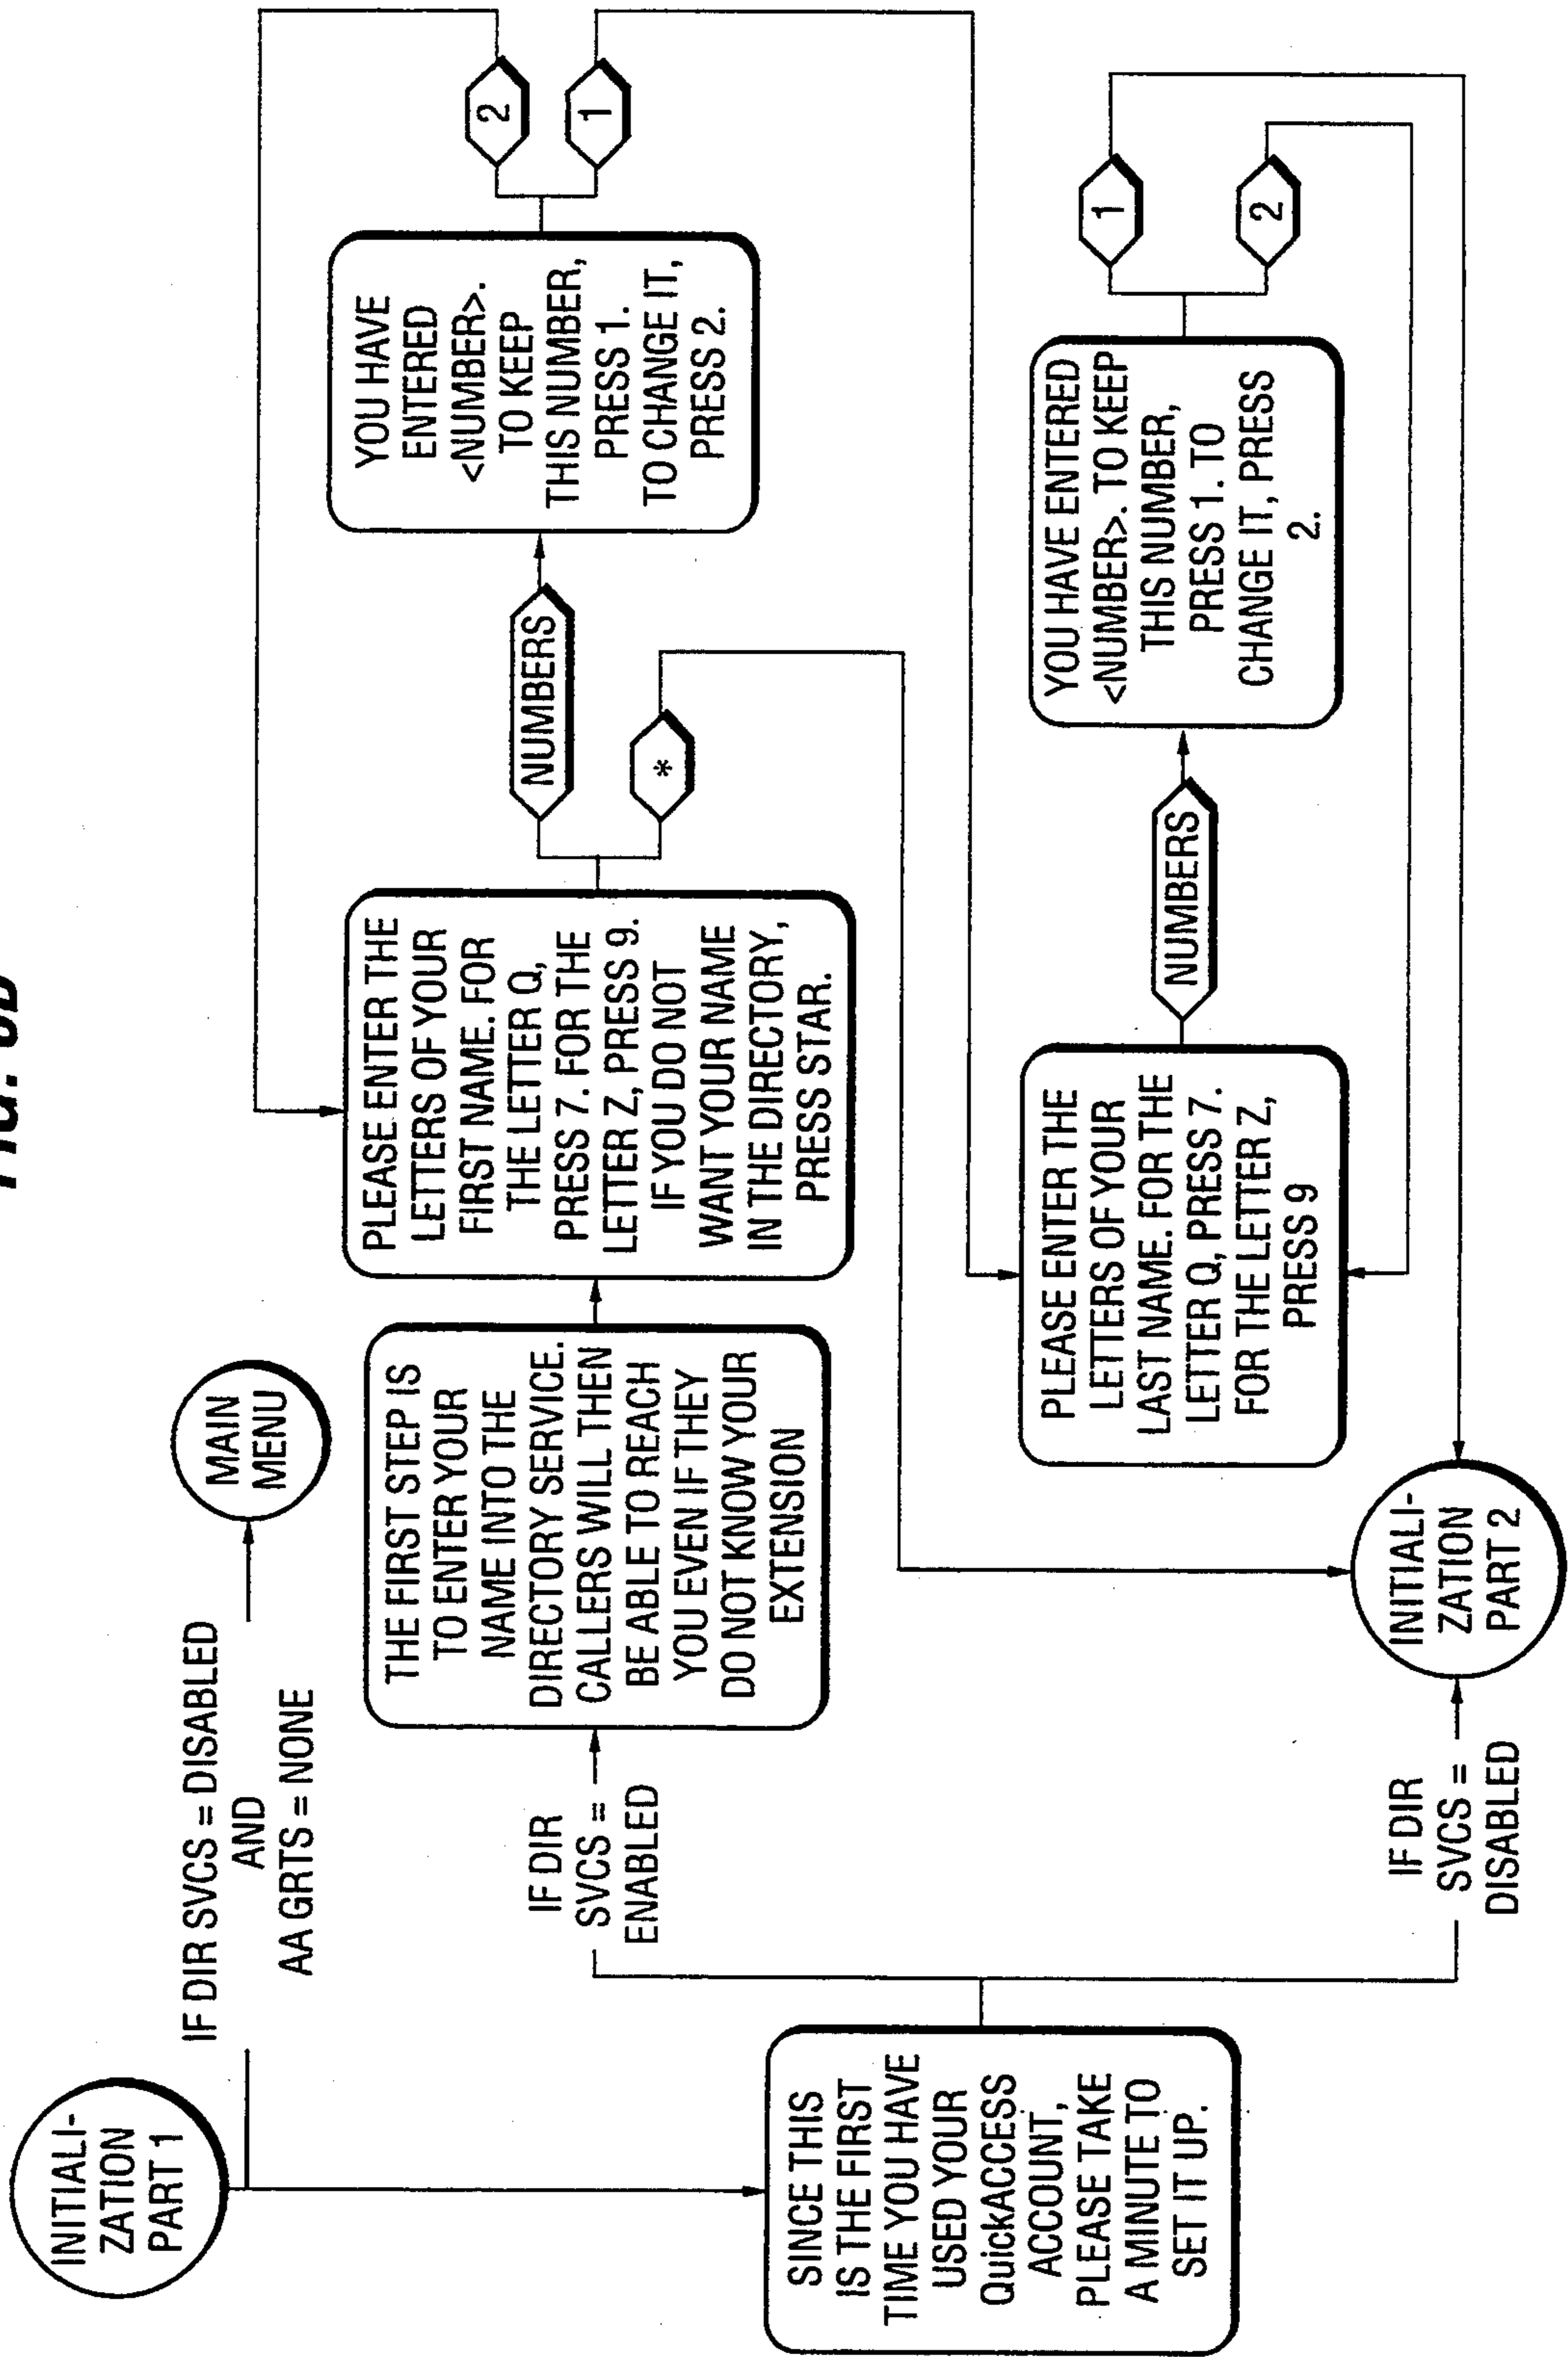 INITIALI-
ZATION
PART 1
IF DIR SVCS = DISABLED
AND
AA GRTS = NONE
MAIN
MENU
SINCE THIS
IS THE FIRST
TIME YOU HAVE
USED YOUR
QuickACCESS
ACCOUNT,
PLEASE TAKE
A MINUTE TO
SET IT UP.
IF DIR
SVCS =
ENABLED
THE FIRST STEP IS
TO ENTER YOUR
NAME INTO THE
DIRECTORY SERVICE.
CALLERS WILL THEN
BE ABLE TO REACH
YOU EVEN IF THEY
DO NOT KNOW YOUR
EXTENSION
PLEASE ENTER THE
LETTERS OF YOUR
FIRST NAME. FOR
THE LETTER Q,
PRESS 7. FOR THE
LETTER Z, PRESS 9.
IF YOU DO NOT
WANT YOUR NAME
IN THE DIRECTORY,
PRESS STAR.
NUMBERS
*
YOU HAVE
ENTERED
<NUMBER>.
TO KEEP
THIS NUMBER,
PRESS 1.
TO CHANGE IT,
PRESS 2.
2
1
IF DIR
SVCS =
DISABLED
INITIALI-
ZATION
PART 2
PLEASE ENTER THE
LETTERS OF YOUR
LAST NAME. FOR THE
LETTER Q, PRESS 7.
FOR THE LETTER Z,
PRESS 9
NUMBERS
YOU HAVE ENTERED
<NUMBER>. TO KEEP
THIS NUMBER,
PRESS 1. TO
CHANGE IT, PRESS
2.
1
2